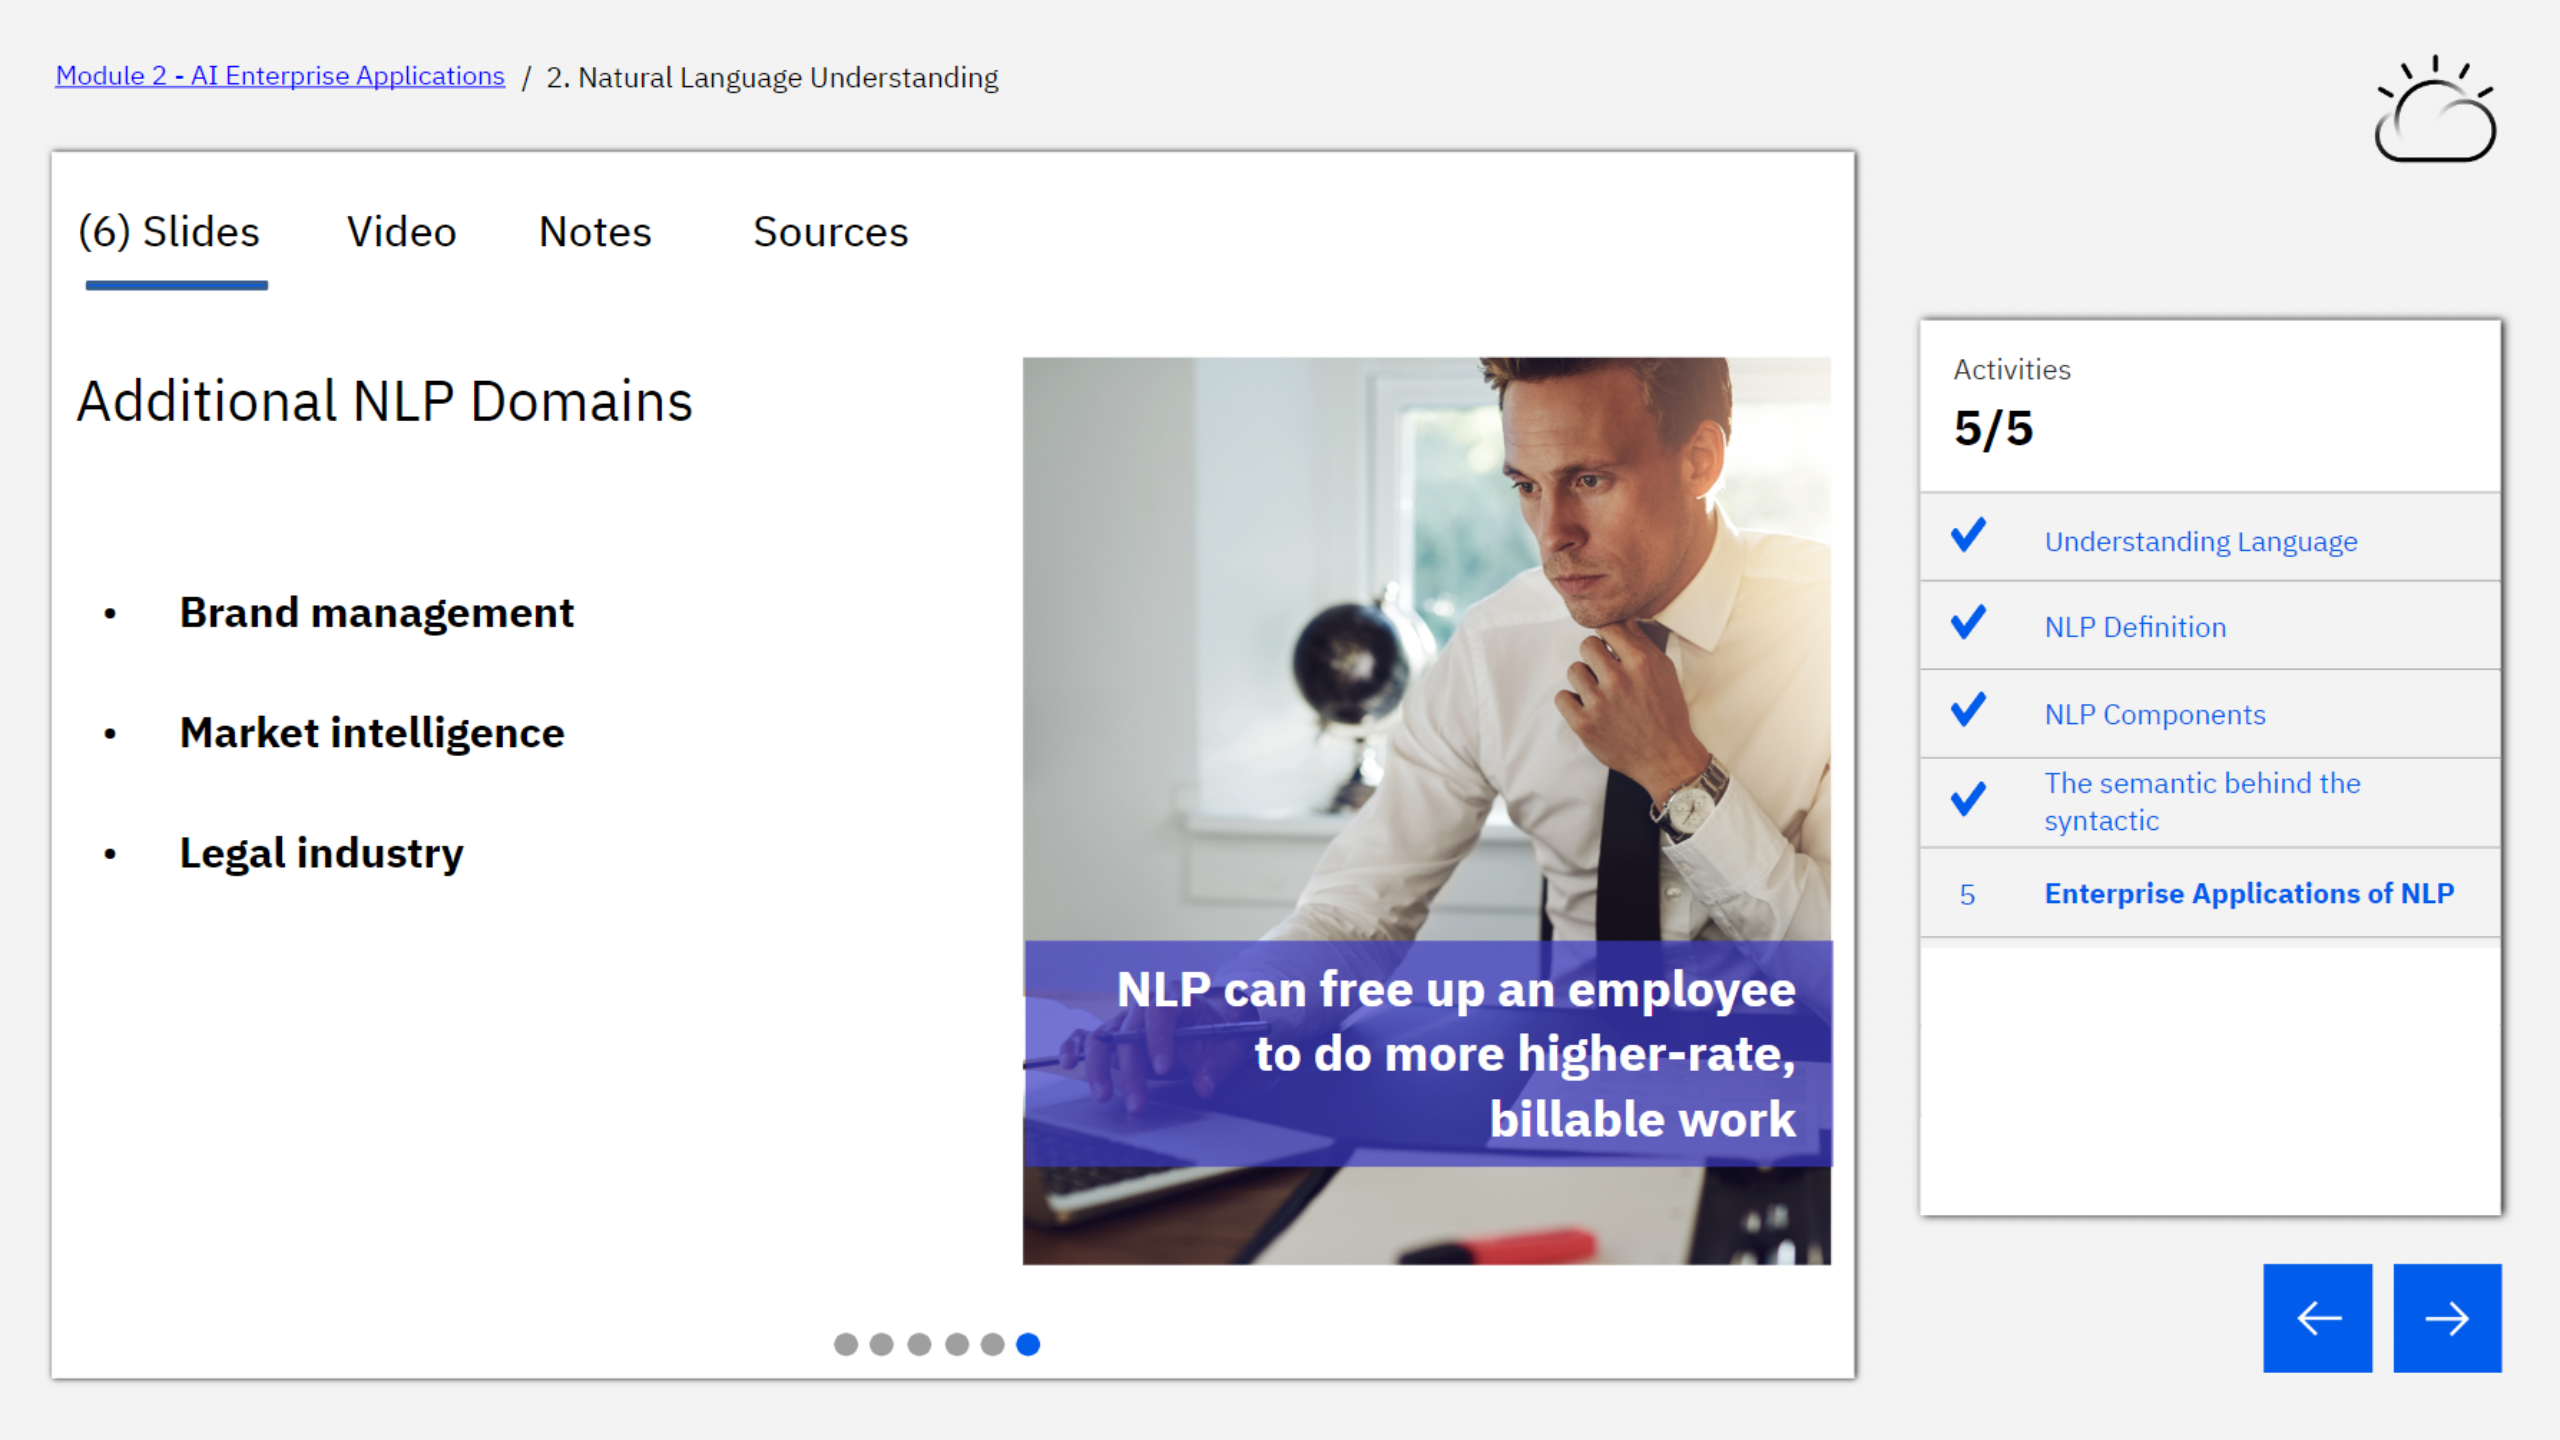 Module 2 - AI Enterprise Applications / 2. Natural Language Understanding
(6) Slides Video Notes Sources
Additional NLP Domains
• Brand management
• Market intelligence
• Legal industry
NLP can free up an employee
to do more higher-rate,
billable work
Activities
5/5
Understanding Language
NLP Definition
NLP Components
The semantic behind the
syntactic
5 Enterprise Applications of NLP